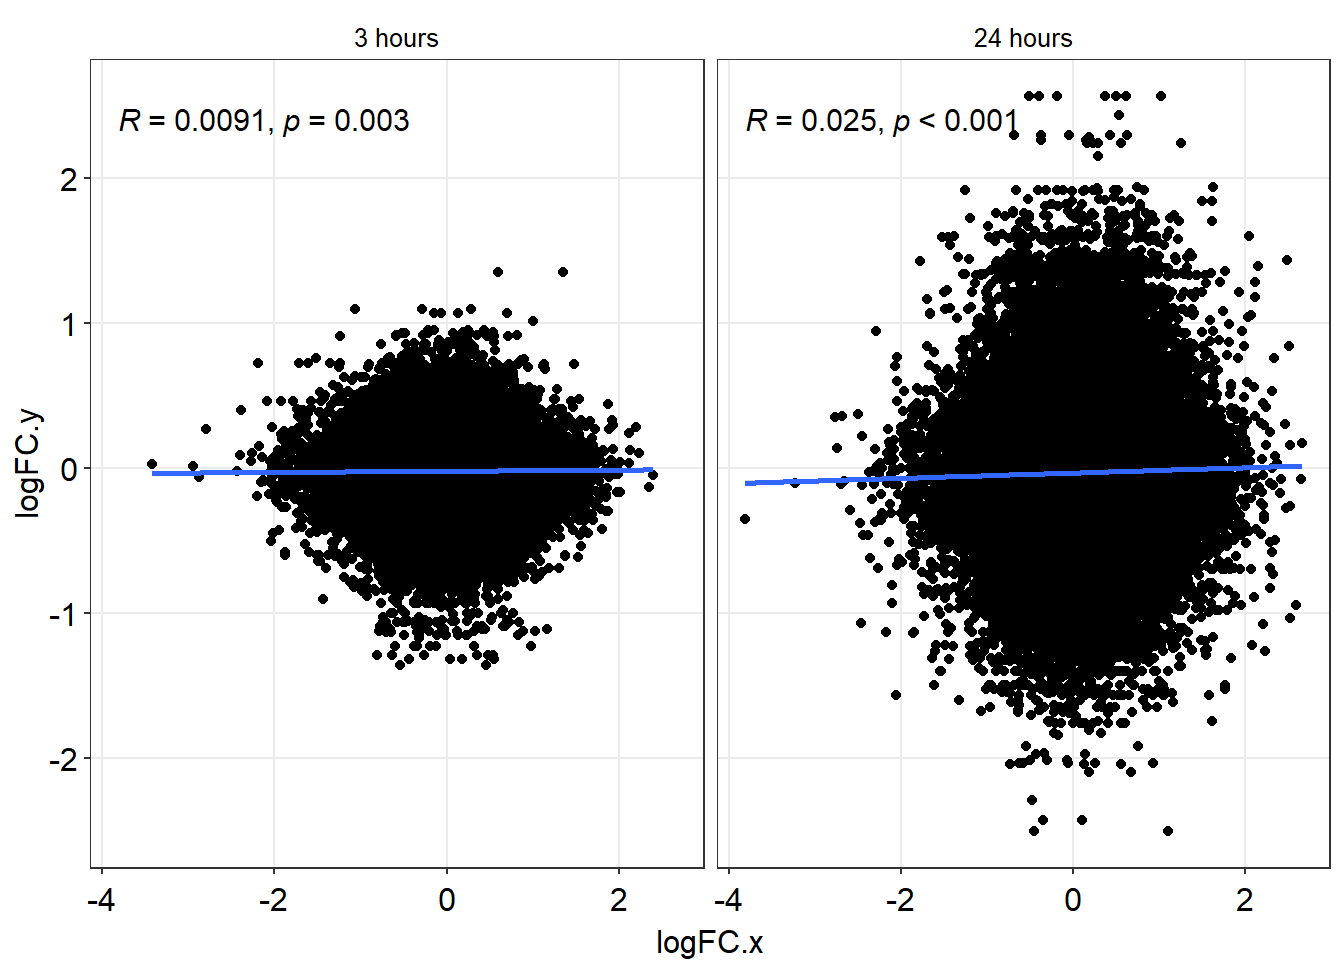 3 hours
24 hours
R = 0.0091, p = 0.003
R = 0.025, p < 0.001
2
1
0
-1
-2
logFC.y
-4 -2 0 2
-4 -2 0 2
logFC.x